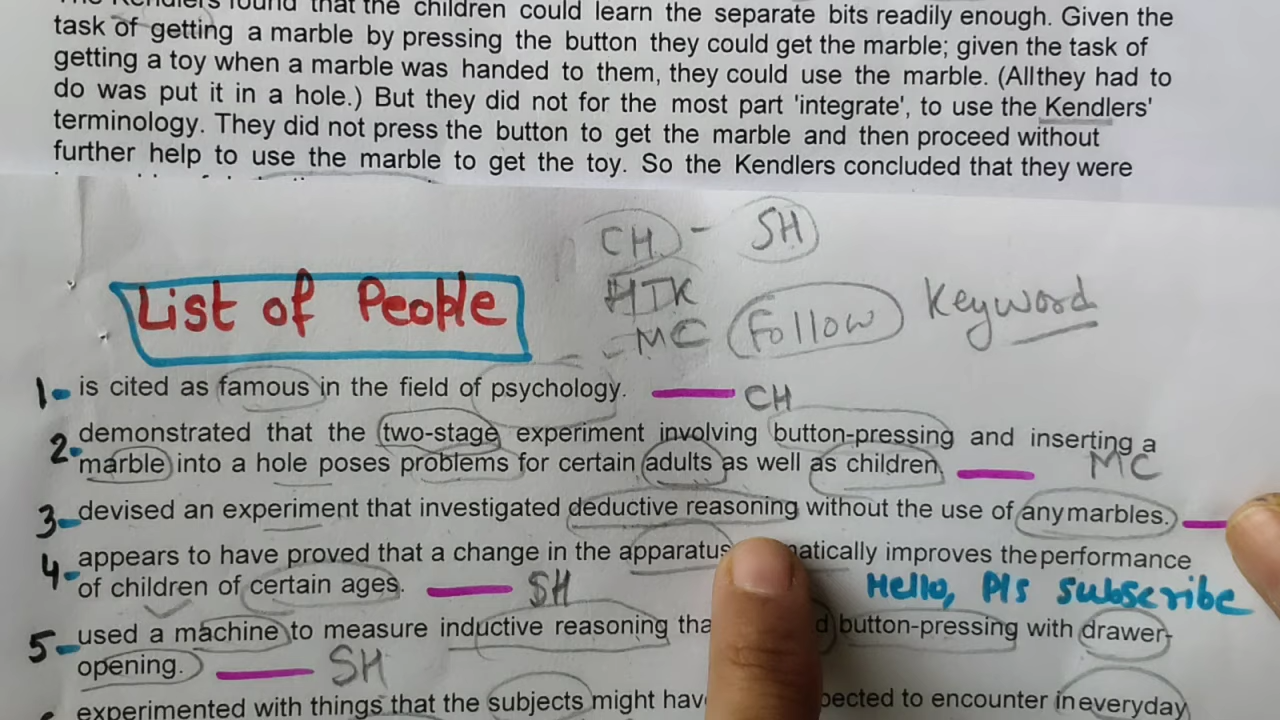 The Kendlers found that the children could learn the separate bits readily enough. Given the
task of getting a marble by pressing the button they could get the marble; given the task of
getting a toy when a marble was handed to them, they could use the marble. (All they had to
do was put it in a hole.) But they did not for the most part 'integrate', to use the Kendlers'
terminology. They did not press the button to get the marble and then proceed without
further help to use the marble to get the toy. So the Kendlers concluded that they were
CH - SH
List of People
HTK
MC Follow Keyword
1- is cited as famous in the field of psychology. CH
2- demonstrated that the two-stage experiment involving button-pressing and inserting a
marble into a hole poses problems for certain adults as well as children. MC
3- devised an experiment that investigated deductive reasoning without the use of any marbles.
4- appears to have proved that a change in the apparatus matically improves the performance
of children of certain ages. SH Hello, Pls subscribe
5- used a machine to measure inductive reasoning tha d button-pressing with drawer-
opening. SH
experimented with things that the subjects might hav pected to encounter in everyday